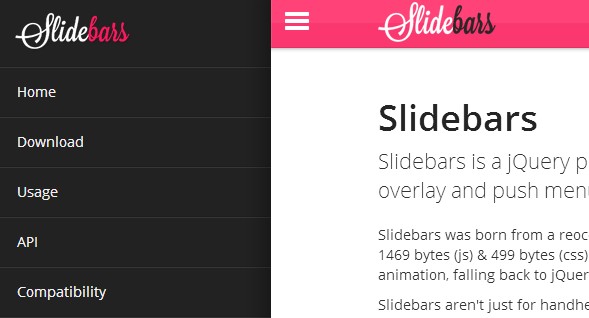 Slidebars
Home
Download
Usage
API
Compatibility
Slidebars
Slidebars
Slidebars is a jQuery p
overlay and push men
Slidebars was born from a reoc
1469 bytes (js) & 499 bytes (css)
animation, falling back to jQuer
Slidebars aren't just for handhe